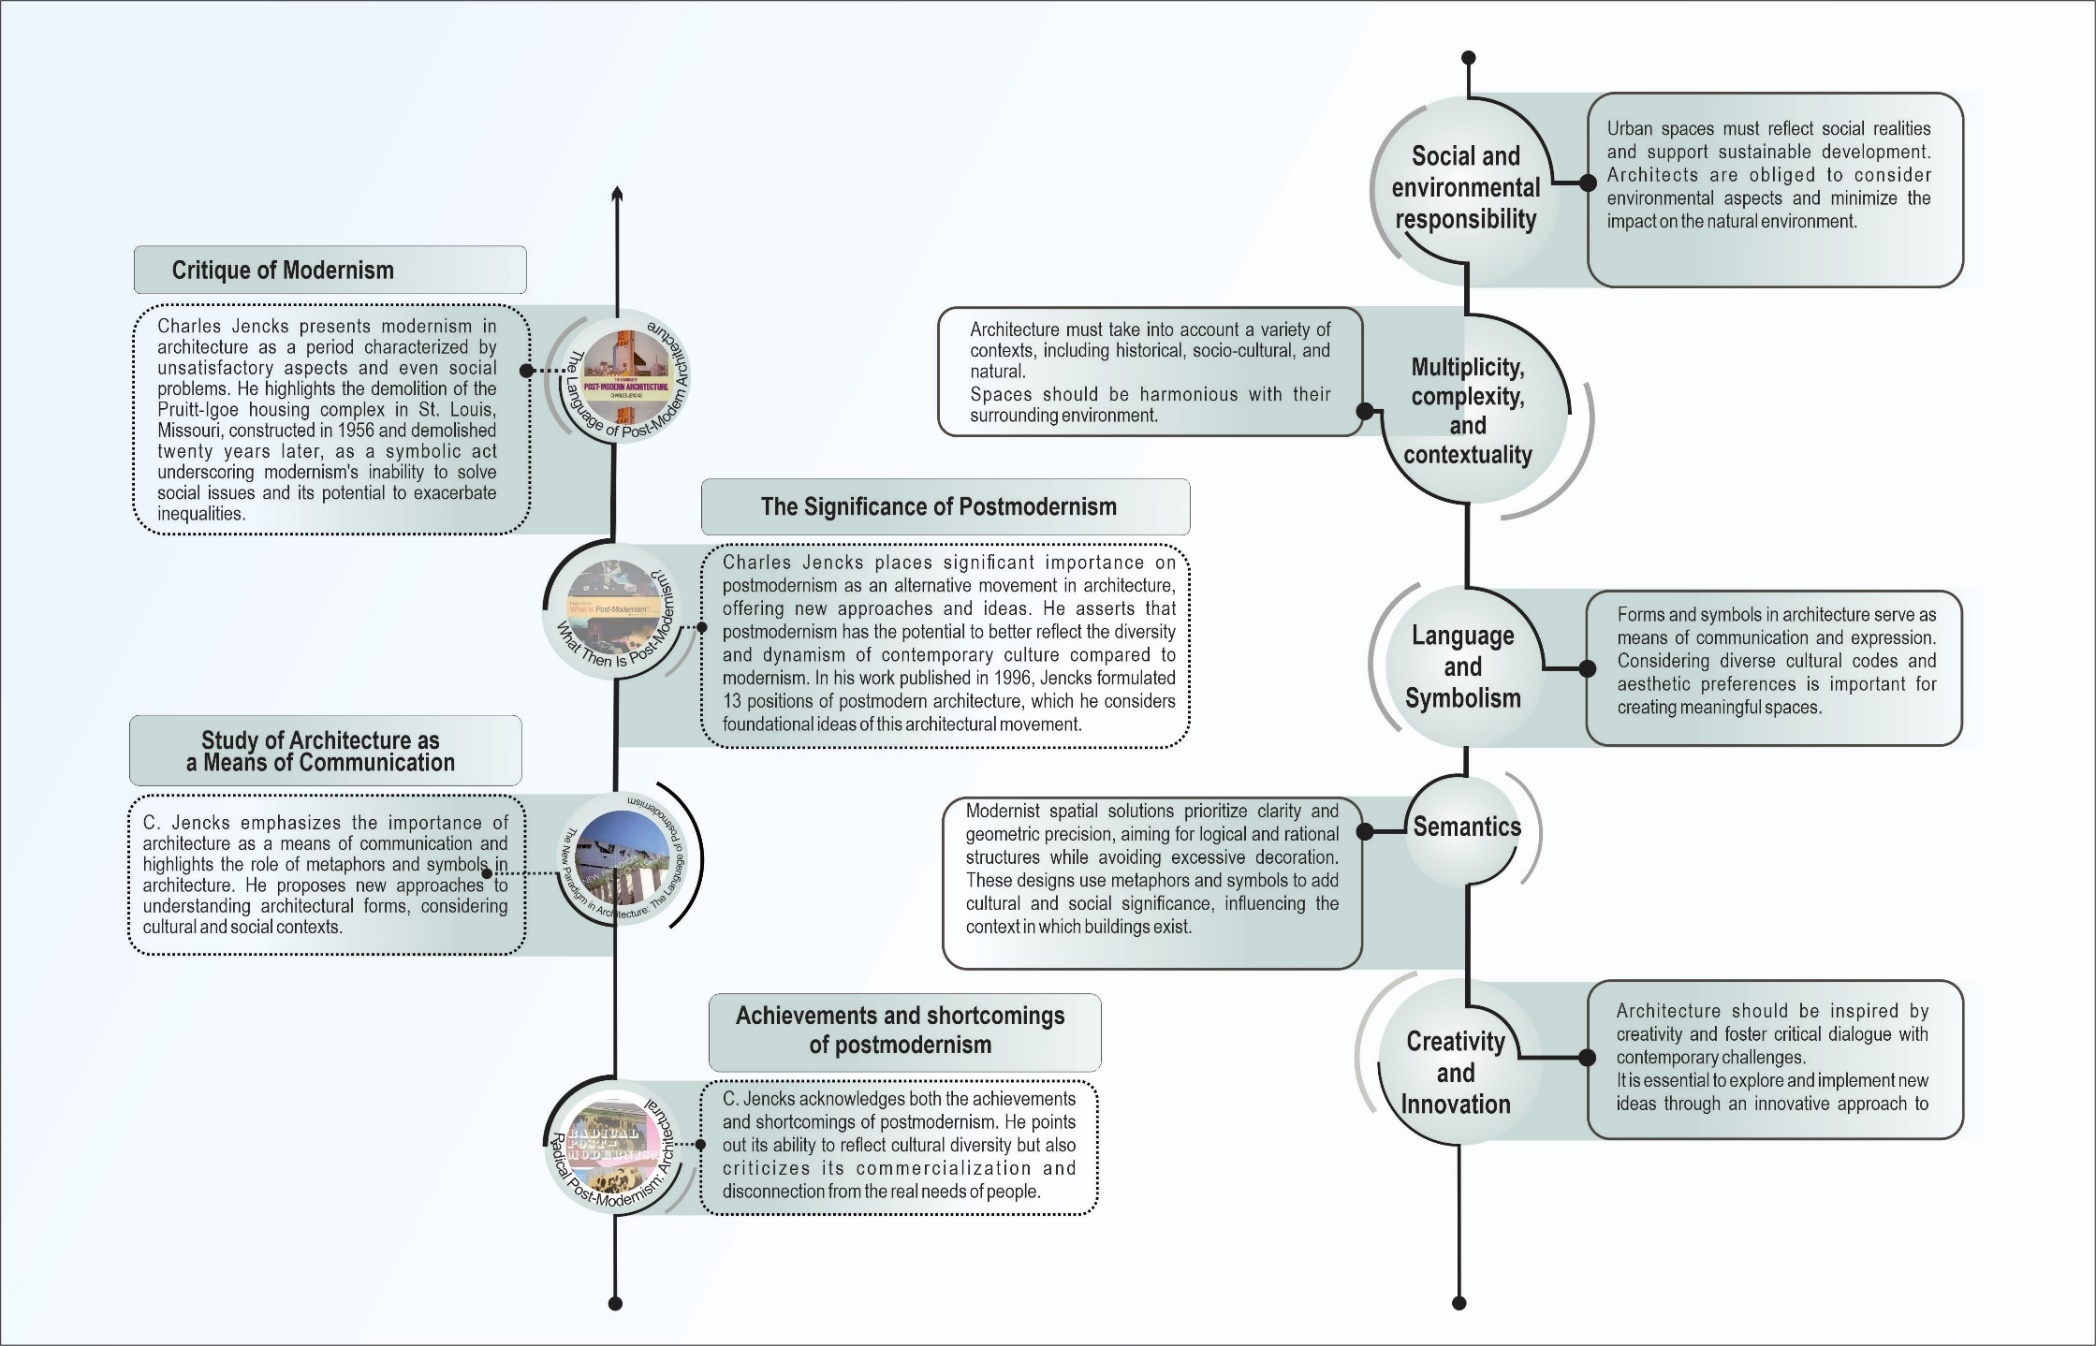 Critique of Modernism
Charles Jencks presents modernism in
architecture as a period characterized by
unsatisfactory aspects and even social
problems. He highlights the demolition of the
Pruitt-Igoe housing complex in St. Louis,
Missouri, constructed in 1956 and demolished
twenty years later, as a symbolic act
underscoring modernism's inability to solve
social issues and its potential to exacerbate
inequalities.
The Language of Post-Modern Architecture
POST-MODERN ARCHITECTURE
CHARLES JENCKS
The Significance of Postmodernism
Charles Jencks places significant importance on
postmodernism as an alternative movement in architecture,
offering new approaches and ideas. He asserts that
postmodernism has the potential to better reflect the diversity
and dynamism of contemporary culture compared to
modernism. In his work published in 1996, Jencks formulated
13 positions of postmodern architecture, which he considers
foundational ideas of this architectural movement.
What Then Is Post-Modernism?
What is Post-Modernism?
Study of Architecture as
a Means of Communication
C. Jencks emphasizes the importance of
architecture as a means of communication and
highlights the role of metaphors and symbols in
architecture. He proposes new approaches to
understanding architectural forms, considering
cultural and social contexts.
The New Paradigm in Architecture: The Language of Postmodernism
Achievements and shortcomings
of postmodernism
C. Jencks acknowledges both the achievements
and shortcomings of postmodernism. He points
out its ability to reflect cultural diversity but also
criticizes its commercialization and
disconnection from the real needs of people.
Radical Post-Modernism: Architectural
RADICAL
POST-
MODERNISM
Social and
environmental
responsibility
Urban spaces must reflect social realities
and support sustainable development.
Architects are obliged to consider
environmental aspects and minimize the
impact on the natural environment.
Multiplicity,
complexity,
and
contextuality
Architecture must take into account a variety of
contexts, including historical, socio-cultural, and
natural.
Spaces should be harmonious with their
surrounding environment.
Language
and
Symbolism
Forms and symbols in architecture serve as
means of communication and expression.
Considering diverse cultural codes and
aesthetic preferences is important for
creating meaningful spaces.
Semantics
Modernist spatial solutions prioritize clarity and
geometric precision, aiming for logical and rational
structures while avoiding excessive decoration.
These designs use metaphors and symbols to add
cultural and social significance, influencing the
context in which buildings exist.
Creativity
and
Innovation
Architecture should be inspired by
creativity and foster critical dialogue with
contemporary challenges.
It is essential to explore and implement new
ideas through an innovative approach to